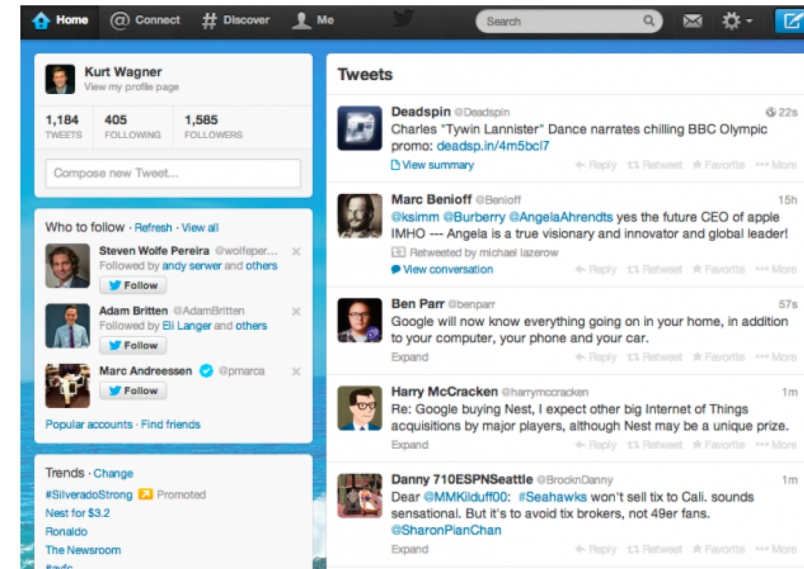 Home @ Connect # Discover Me Search
Kurt Wagner
View my profile page
1,184 405 1,585
TWEETS FOLLOWING FOLLOWERS
Compose new Tweet...
Who to follow · Refresh · View all
Steven Wolfe Pereira @wolfeper...
Followed by andy serwer and others
Follow
Adam Britten @AdamBritten
Followed by Eli Langer and others
Follow
Marc Andreessen @pmarca
Follow
Popular accounts · Find friends
Trends · Change
#SilveradoStrong Promoted
Nest for $3.2
Ronaldo
The Newsroom
#avfc
Tweets
Deadspin @Deadspin 22s
Charles "Tywin Lannister" Dance narrates chilling BBC Olympic
promo: deadsp.in/4m5bcl7
View summary Reply Retweet Favorite More
Marc Benioff @Benioff 15h
@ksimm @Burberry @AngelaAhrendts yes the future CEO of apple
IMHO --- Angela is a true visionary and innovator and global leader!
Retweeted by michael lazerow
View conversation Reply Retweet Favorite More
Ben Parr @benparr 57s
Google will now know everything going on in your home, in addition
to your computer, your phone and your car.
Expand Reply Retweet Favorite More
Harry McCracken @harrymccracken 1m
Re: Google buying Nest, I expect other big Internet of Things
acquisitions by major players, although Nest may be a unique prize.
Expand Reply Retweet Favorite More
Danny 710ESPNSeattle @BrocknDanny 1m
Dear @MMKilduff00: #Seahawks won't sell tix to Cali. sounds
sensational. But it's to avoid tix brokers, not 49er fans.
@SharonPianChan
Expand Reply Retweet Favorite More